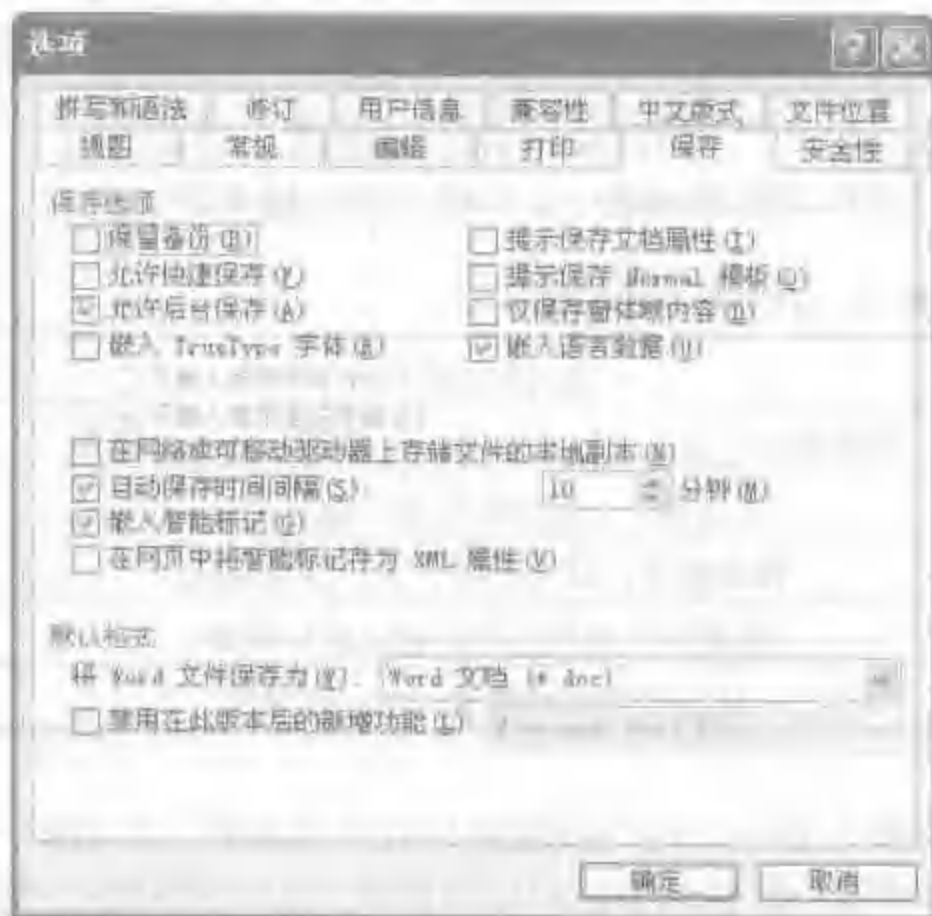 选项
拼写和语法 修订 用户信息 兼容性 中文版式 文件位置
视图 常规 编辑 打印 保存 安全性
保存选项
保留备份(B) 提示保存文档属性(I)
允许快速保存(F) 提示保存 Normal 模板(O)
允许后台保存(A) 仅保存窗体域内容(D)
嵌入 TrueType 字体(E) 嵌入语言数据(U)
在网络或可移动驱动器上存储文件的本地副本(N)
自动保存时间间隔(S): 10 分钟(M)
嵌入智能标记(G)
在网页中将智能标记存为 XML 属性(V)
默认格式
将 Word 文件保存为(W): Word 文档 (*.doc)
禁用在此版本后的新增功能(L)
确定 取消